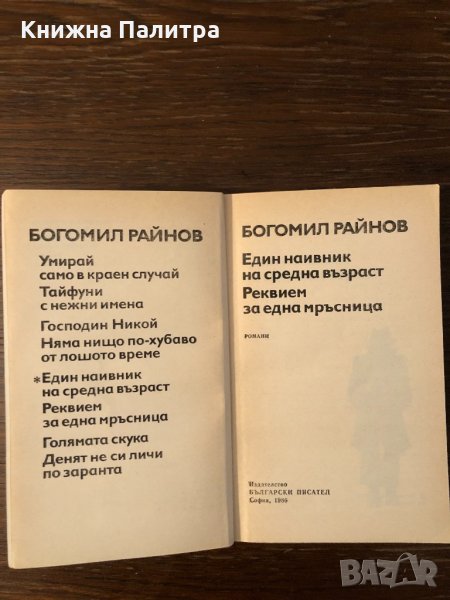 Книжна Палитра
БОГОМИЛ РАЙНОВ
Умирай
само в краен случай
Тайфуни
с нежни имена
Господин Никой
Няма нищо по-хубаво
от лошото време
*Един наивник
на средна възраст
Реквием
за една мръсница
Голямата скука
Денят не си личи
по заранта
БОГОМИЛ РАЙНОВ
Един наивник
на средна възраст
Реквием
за една мръсница
РОМАНИ
Издателство
БЪЛГАРСКИ ПИСАТЕЛ
София, 1986
BAZAR